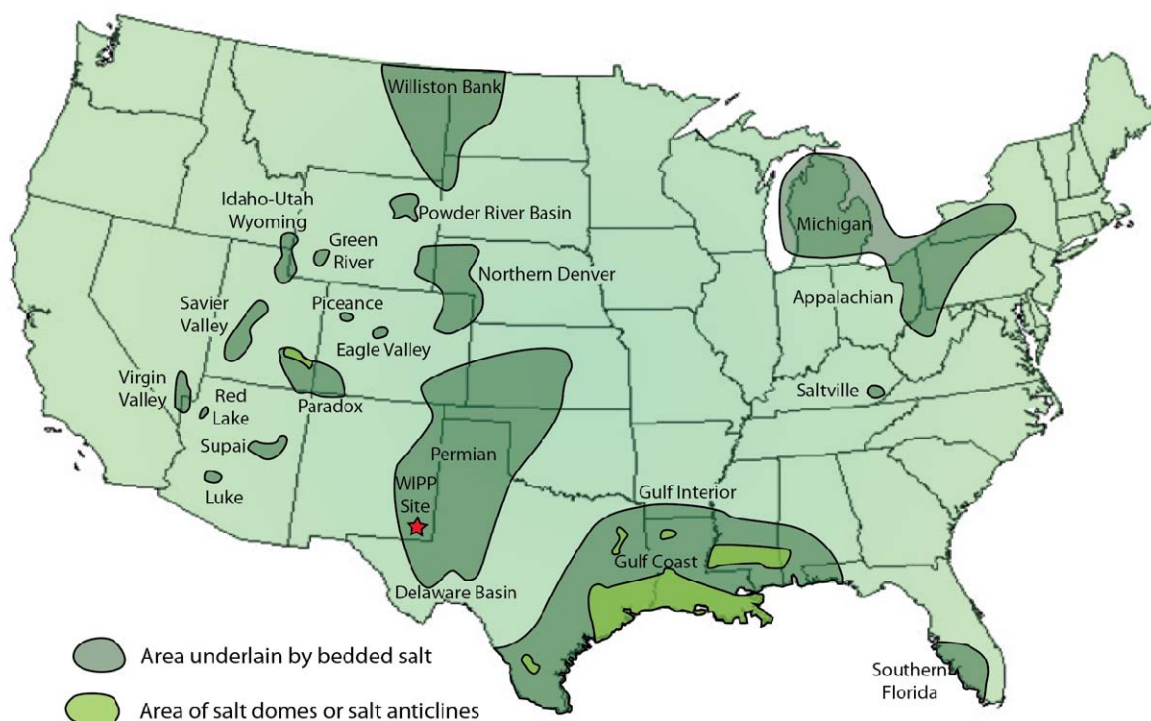 Williston Bank
Idaho-Utah
Wyoming
Powder River Basin
Green
River
Northern Denver
Michigan
Appalachian
Savier
Valley
Piceance
Eagle Valley
Virgin
Valley
Red
Lake
Paradox
Saltville
Supai
Luke
Permian
WIPP
Site
Gulf Interior
Gulf Coast
Delaware Basin
Southern
Florida
Area underlain by bedded salt
Area of salt domes or salt anticlines